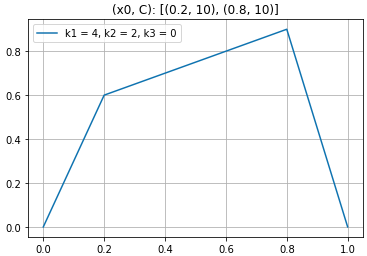 (x0, C): [(0.2, 10), (0.8, 10)]
k1 = 4, k2 = 2, k3 = 0
0.8
0.6
0.4
0.2
0.0
0.0 0.2 0.4 0.6 0.8 1.0